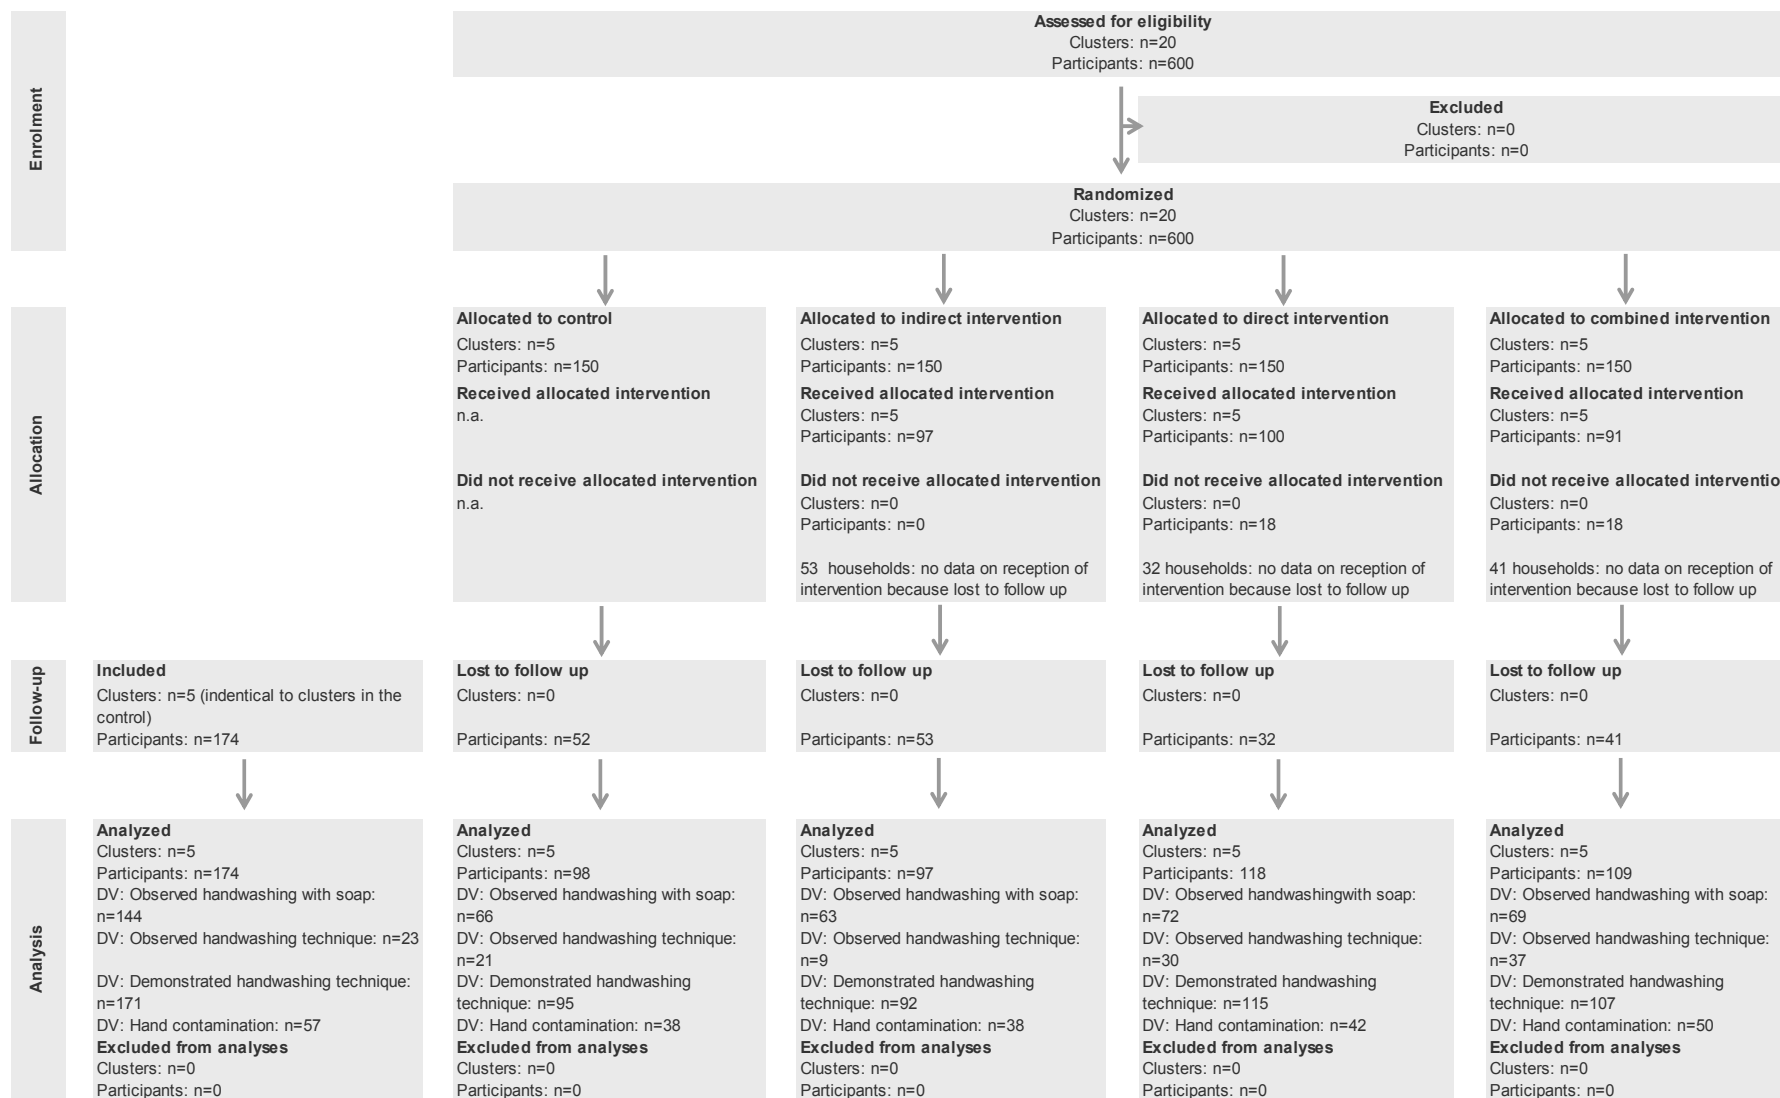 Enrolment
Assessed for eligibility
Clusters: n=20
Participants: n=600
Excluded
Clusters: n=0
Participants: n=0
Randomized
Clusters: n=20
Participants: n=600
Allocation
Allocated to control
Clusters: n=5
Participants: n=150
Received allocated intervention
n.a.
Did not receive allocated intervention
n.a.
Allocated to indirect intervention
Clusters: n=5
Participants: n=150
Received allocated intervention
Clusters: n=5
Participants: n=97
Did not receive allocated intervention
Clusters: n=0
Participants: n=0
53 households: no data on reception of
intervention because lost to follow up
Allocated to direct intervention
Clusters: n=5
Participants: n=150
Received allocated intervention
Clusters: n=5
Participants: n=100
Did not receive allocated intervention
Clusters: n=0
Participants: n=18
32 households: no data on reception of
intervention because lost to follow up
Allocated to combined intervention
Clusters: n=5
Participants: n=150
Received allocated intervention
Clusters: n=5
Participants: n=91
Did not receive allocated interventio
Clusters: n=0
Participants: n=18
41 households: no data on reception of
intervention because lost to follow up
Follow-up
Included
Clusters: n=5 (indentical to clusters in the
control)
Participants: n=174
Lost to follow up
Clusters: n=0
Participants: n=52
Lost to follow up
Clusters: n=0
Participants: n=53
Lost to follow up
Clusters: n=0
Participants: n=32
Lost to follow up
Clusters: n=0
Participants: n=41
Analysis
Analyzed
Clusters: n=5
Participants: n=174
DV: Observed handwashing with soap:
n=144
DV: Observed handwashing technique: n=23
DV: Demonstrated handwashing technique:
n=171
DV: Hand contamination: n=57
Excluded from analyses
Clusters: n=0
Participants: n=0
Analyzed
Clusters: n=5
Participants: n=98
DV: Observed handwashing with soap:
n=66
DV: Observed handwashing technique:
n=21
DV: Demonstrated handwashing
technique: n=95
DV: Hand contamination: n=38
Excluded from analyses
Clusters: n=0
Participants: n=0
Analyzed
Clusters: n=5
Participants: n=97
DV: Observed handwashing with soap:
n=63
DV: Observed handwashing technique:
n=9
DV: Demonstrated handwashing
technique: n=92
DV: Hand contamination: n=38
Excluded from analyses
Clusters: n=0
Participants: n=0
Analyzed
Clusters: n=5
Participants: 118
DV: Observed handwashingwith soap:
n=72
DV: Observed handwashing technique:
n=30
DV: Demonstrated handwashing
technique: n=115
DV: Hand contamination: n=42
Excluded from analyses
Clusters: n=0
Participants: n=0
Analyzed
Clusters: n=5
Participants: n=109
DV: Observed handwashing with soap:
n=69
DV: Observed handwashing technique:
n=37
DV: Demonstrated handwashing
technique: n=107
DV: Hand contamination: n=50
Excluded from analyses
Clusters: n=0
Participants: n=0